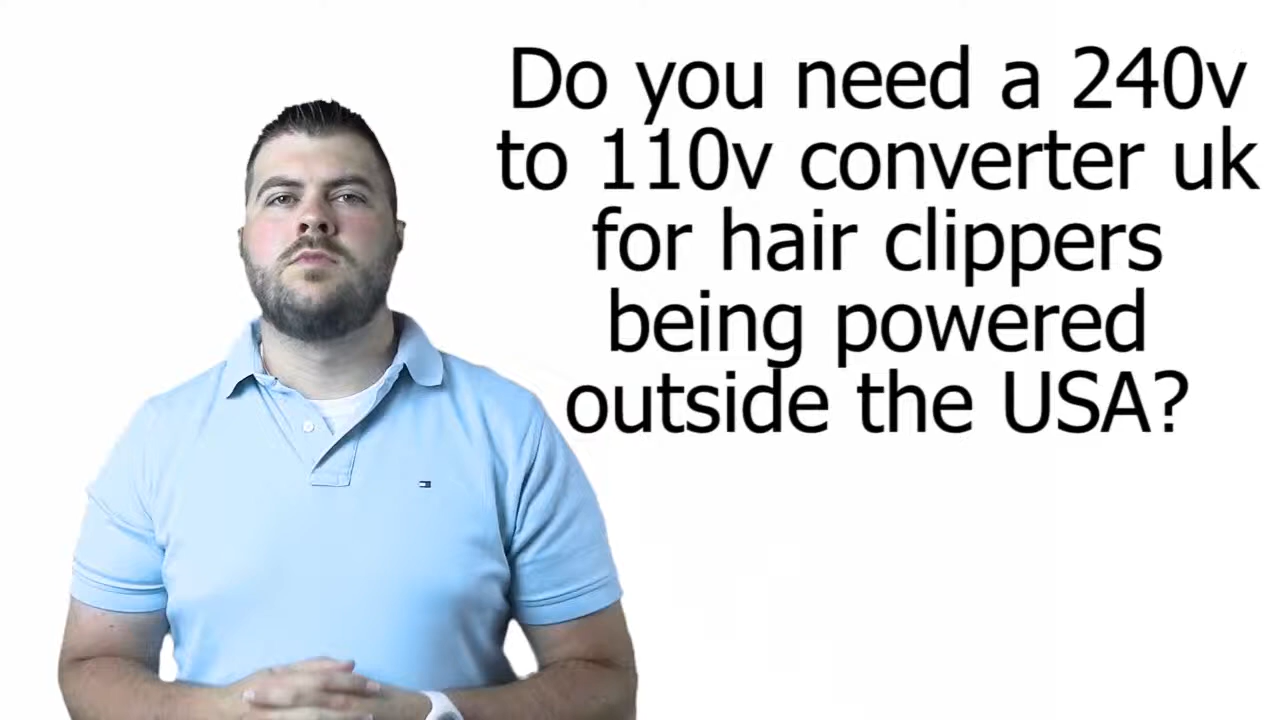 Do you need a 240v
to 110v converter uk
for hair clippers
being powered
outside the USA?